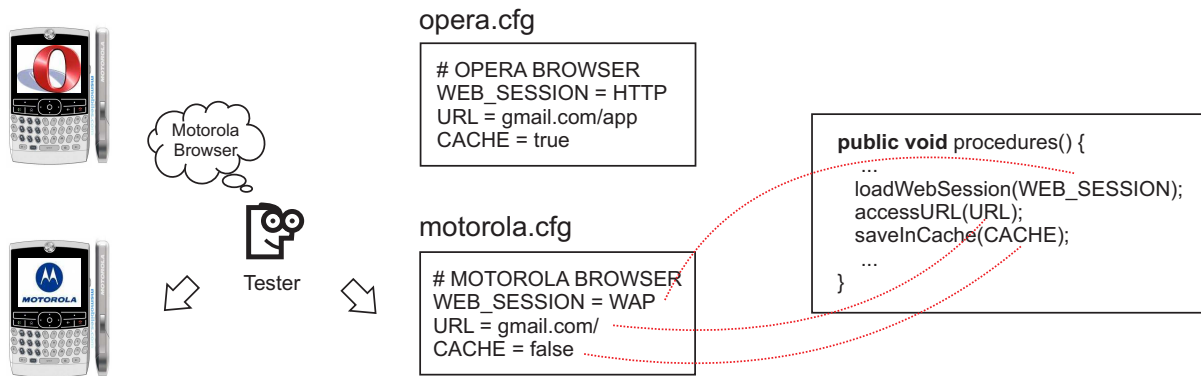 opera.cfg
# OPERA BROWSER
WEB_SESSION = HTTP
URL = gmail.com/app
CACHE = true
Motorola
Browser
Tester
MOTOROLA
MOTOROLA
motorola.cfg
# MOTOROLA BROWSER
WEB_SESSION = WAP
URL = gmail.com/
CACHE = false
public void procedures() {
...
loadWebSession(WEB_SESSION);
accessURL(URL);
saveInCache(CACHE);
...
}